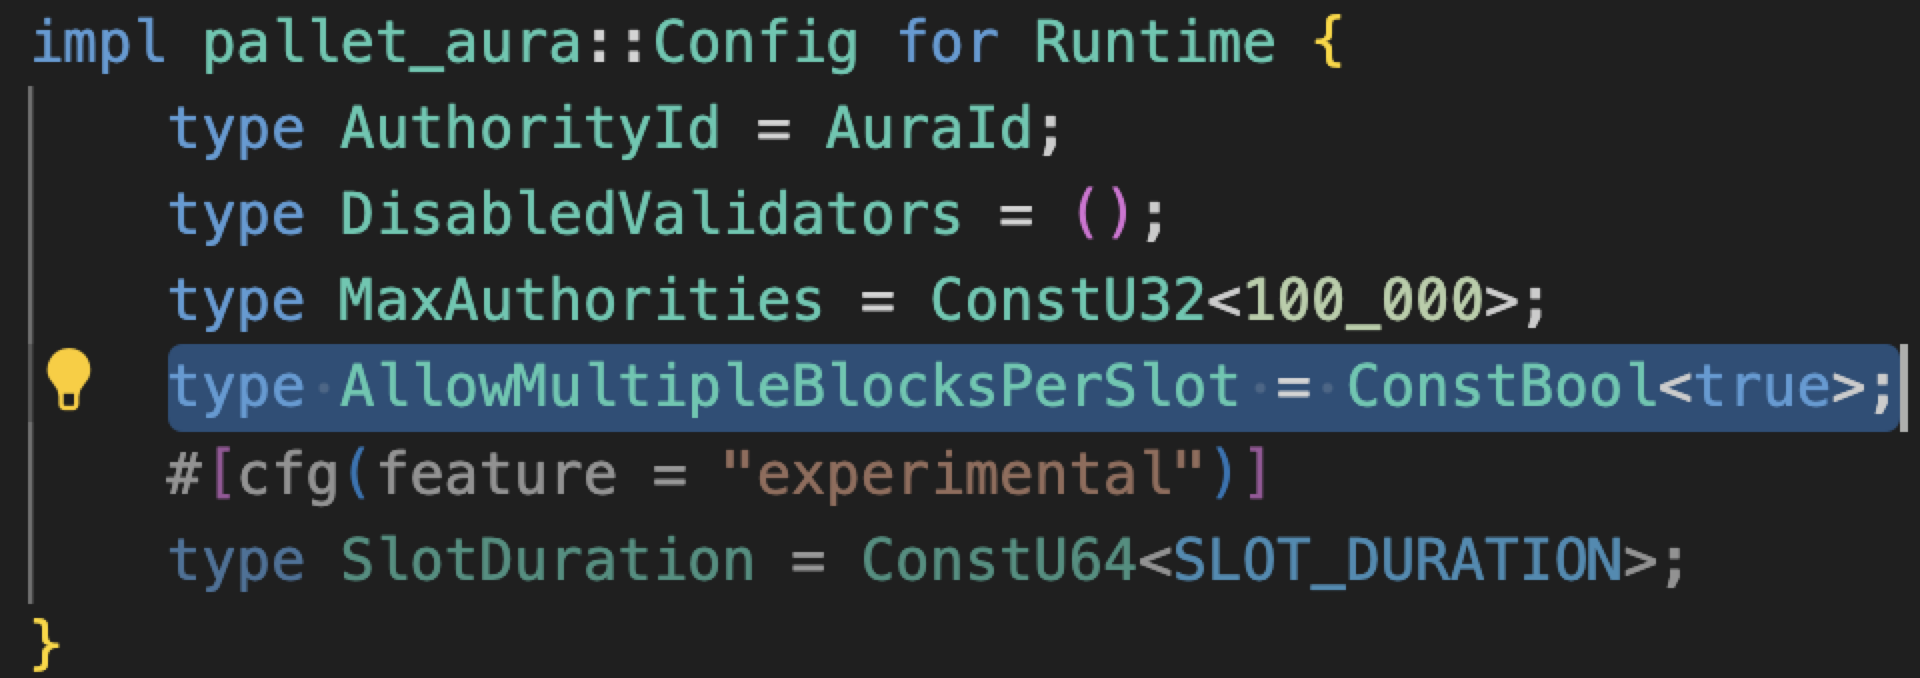 impl pallet_aura::Config for Runtime {
    type AuthorityId = AuraId;
    type DisabledValidators = ();
    type MaxAuthorities = ConstU32<100_000>;
    type AllowMultipleBlocksPerSlot = ConstBool<true>;
    #[cfg(feature = "experimental")]
    type SlotDuration = ConstU64<SLOT_DURATION>;
}